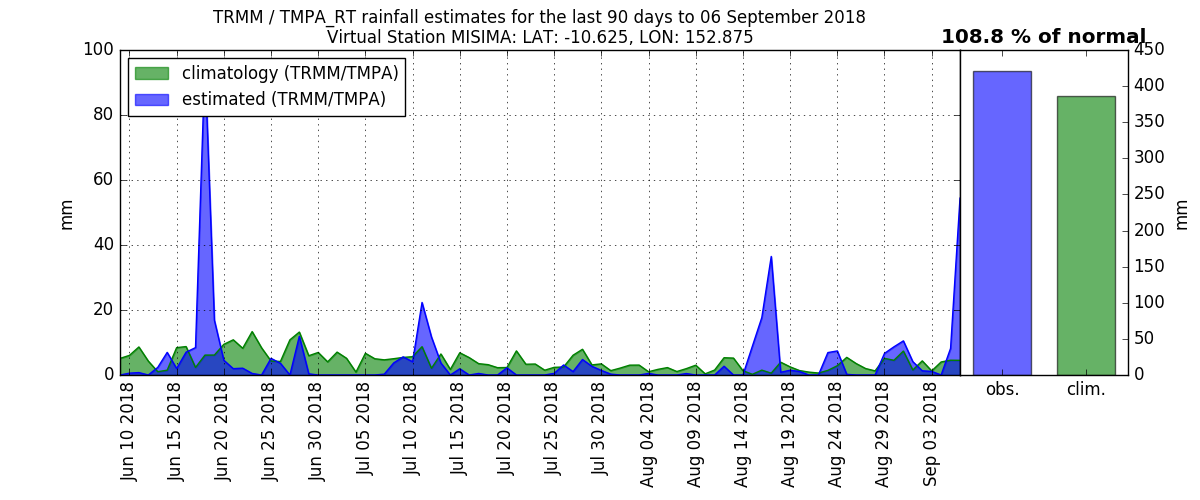 TRMM / TMPA_RT rainfall estimates for the last 90 days to 06 September 2018
Virtual Station MISIMA: LAT: -10.625, LON: 152.875
108.8 % of normal
climatology (TRMM/TMPA)
estimated (TRMM/TMPA)
100
80
60
40
20
0
mm
Jun 10 2018
Jun 15 2018
Jun 20 2018
Jun 25 2018
Jun 30 2018
Jul 05 2018
Jul 10 2018
Jul 15 2018
Jul 20 2018
Jul 25 2018
Jul 30 2018
Aug 04 2018
Aug 09 2018
Aug 14 2018
Aug 19 2018
Aug 24 2018
Aug 29 2018
Sep 03 2018
obs.
clim.
450
400
350
300
250
200
150
100
50
0
mm